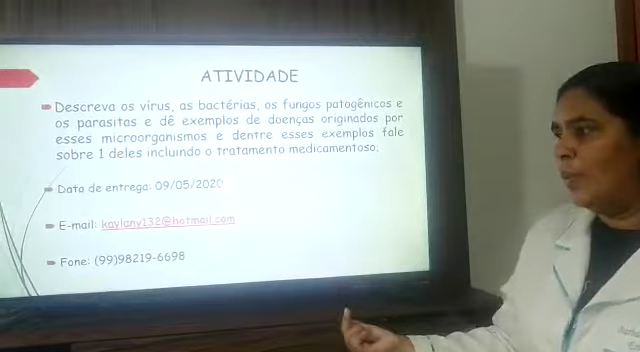 ATIVIDADE
Descreva os vírus, as bactérias, os fungos patogênicos e
os parasitas e dê exemplos de doenças originados por
esses microorganismos e dentre esses exemplos fale
sobre 1 deles incluindo o tratamento medicamentoso.
Data de entrega: 09/05/2020
E-mail: kaylany132@hotmail.com
Fone: (99)98219-6698